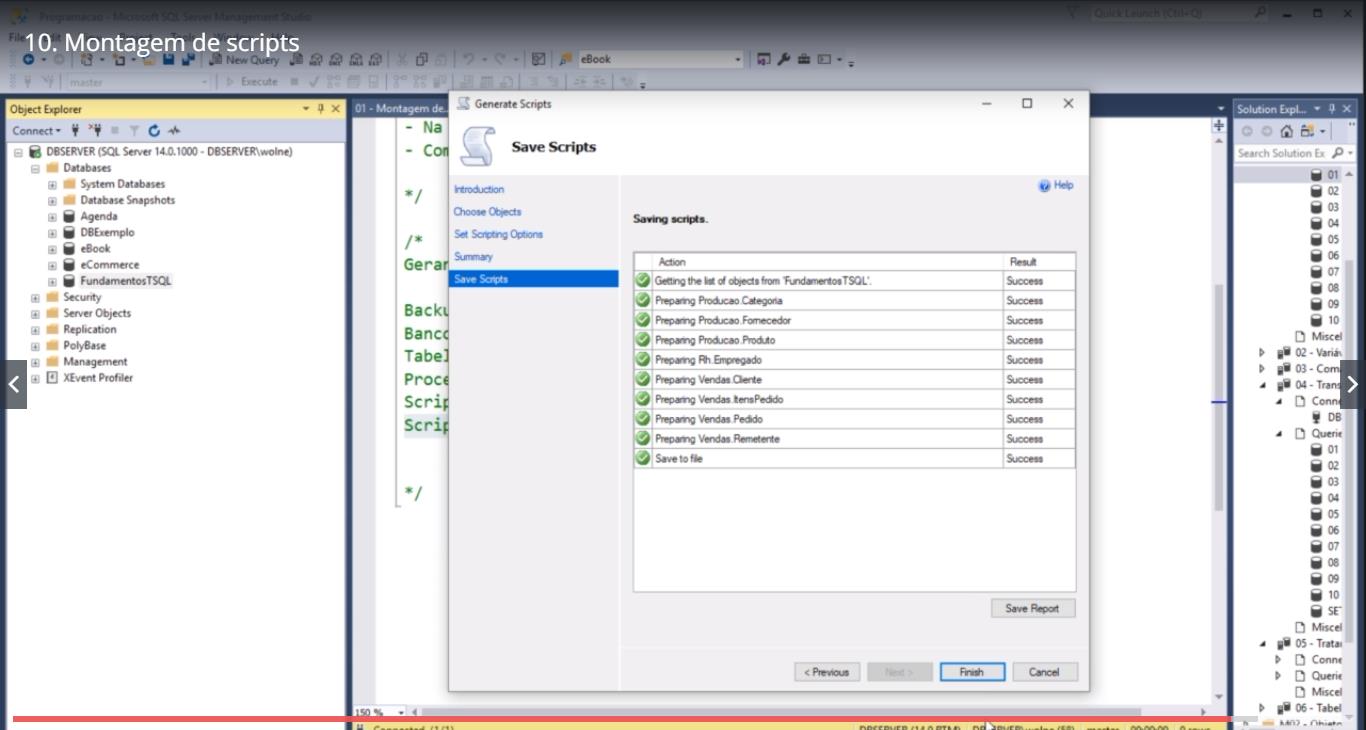 Programacao - Microsoft SQL Server Management Studio
Quick Launch (Ctrl+Q)
10. Montagem de scripts
File
New Query
eBook
master
Execute
Object Explorer
Connect
DBSERVER (SQL Server 14.0.1000 - DBSERVER\wolne)
Databases
System Databases
Database Snapshots
Agenda
DBExemplo
eBook
eCommerce
FundamentosTSQL
Security
Server Objects
Replication
PolyBase
Management
XEvent Profiler
01 - Montagem de...
- Na
- Com
*/
/*
Gerar
Backu
Banco
Tabel
Proce
Scrip
Scrip
*/
150 %
Generate Scripts
Save Scripts
Introduction
Choose Objects
Set Scripting Options
Summary
Save Scripts
Help
Saving scripts.
Action Result
Getting the list of objects from 'FundamentosTSQL'. Success
Preparing Producao.Categoria Success
Preparing Producao.Fornecedor Success
Preparing Producao.Produto Success
Preparing Rh.Empregado Success
Preparing Vendas.Cliente Success
Preparing Vendas.ItensPedido Success
Preparing Vendas.Pedido Success
Preparing Vendas.Remetente Success
Save to file Success
Save Report
< Previous
Next >
Finish
Cancel
Solution Expl...
Search Solution Ex
01
02
03
04
05
06
07
08
09
10
Miscel
02 - Variáv
03 - Com
04 - Trans
Conne
DB
Querie
01
02
03
04
05
06
07
08
09
10
SE
Miscel
05 - Tratar
Conne
Querie
Miscel
06 - Tabel
M02 - Objeto
Connected. (1/1)
DBSERVER (14.0 RTM)
DBSERVER\wolne (58)
master
00:00:00
0 rows